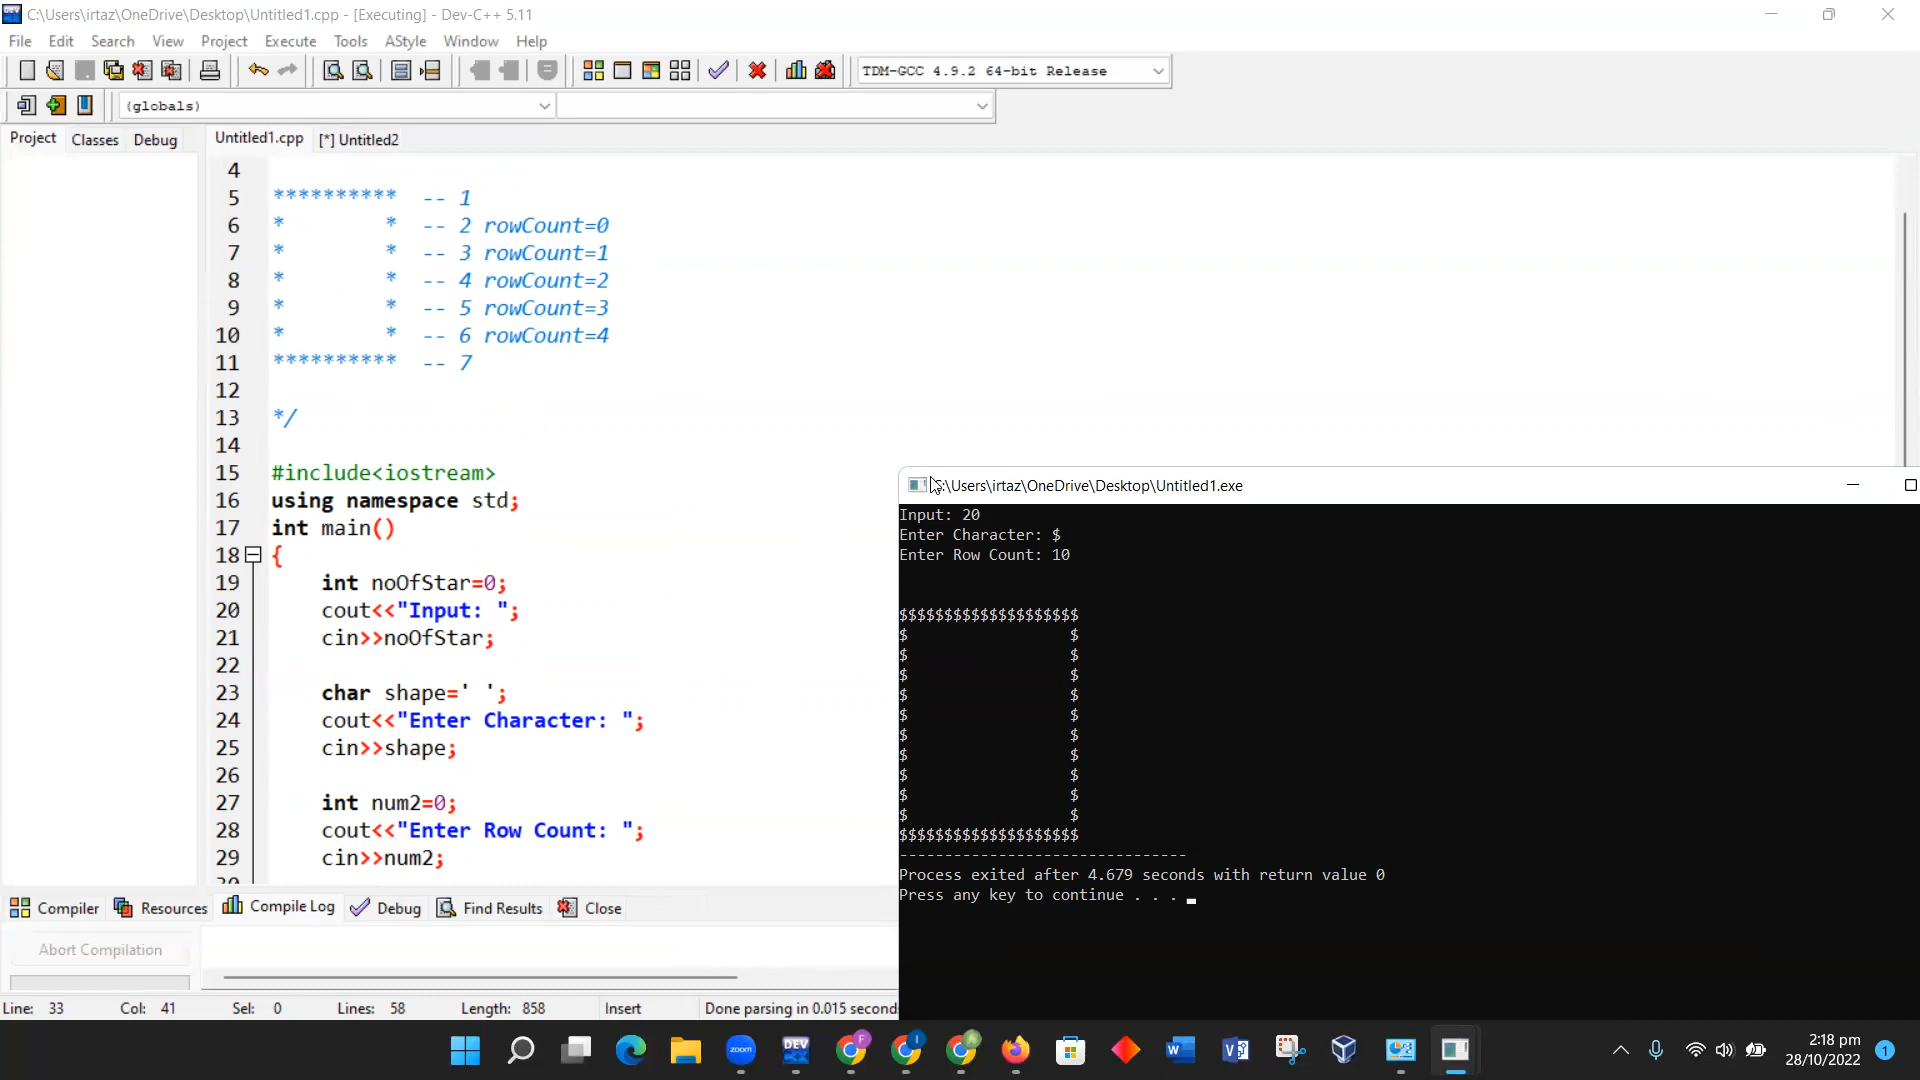 C:\Users\irtaz\OneDrive\Desktop\Untitled1.cpp - [Executing] - Dev-C++ 5.11
File Edit Search View Project Execute Tools AStyle Window Help
TDM-GCC 4.9.2 64-bit Release
(globals)
Project Classes Debug
Untitled1.cpp [*] Untitled2
4
5 ********** -- 1
6 *         * -- 2 rowCount=0
7 *         * -- 3 rowCount=1
8 *         * -- 4 rowCount=2
9 *         * -- 5 rowCount=3
10 *         * -- 6 rowCount=4
11 ********** -- 7
12
13 */
14
15 #include<iostream>
16 using namespace std;
17 int main()
18 {
19 int noOfStar=0;
20 cout<<"Input: ";
21 cin>>noOfStar;
22
23 char shape=' ';
24 cout<<"Enter Character: ";
25 cin>>shape;
26
27 int num2=0;
28 cout<<"Enter Row Count: ";
29 cin>>num2;
30
:\Users\irtaz\OneDrive\Desktop\Untitled1.exe
Input: 20
Enter Character: $
Enter Row Count: 10
$$$$$$$$$$$$$$$$$$$$
$                  $
$                  $
$                  $
$                  $
$                  $
$                  $
$                  $
$                  $
$                  $
$                  $
$$$$$$$$$$$$$$$$$$$$
--------------------------------
Process exited after 4.679 seconds with return value 0
Press any key to continue . . .
Compiler Resources Compile Log Debug Find Results Close
Abort Compilation
Line: 33 Col: 41 Sel: 0 Lines: 58 Length: 858 Insert Done parsing in 0.015 second
zoom
DEV
F
I
2:18 pm
28/10/2022
1